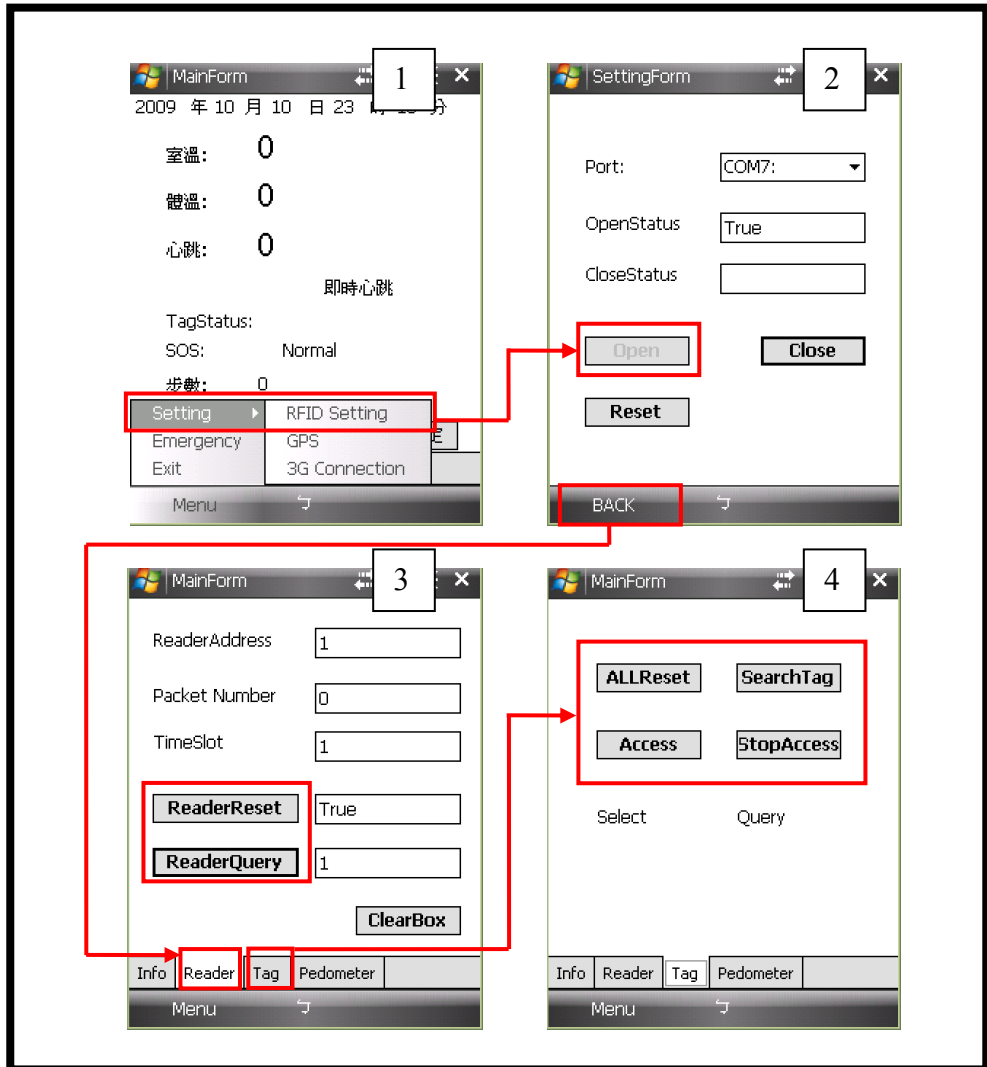 MainForm
1
2009 年 10 月 10 日 23
分
室溫: 0
體溫: 0
心跳: 0
即時心跳
TagStatus:
SOS: Normal
步數: 0
Setting RFID Setting
Emergency GPS
Exit 3G Connection
定
Menu
SettingForm
2
Port: COM7:
OpenStatus True
CloseStatus
Open Close
Reset
BACK
MainForm
3
ReaderAddress 1
Packet Number 0
TimeSlot 1
ReaderReset True
ReaderQuery 1
ClearBox
Info Reader Tag Pedometer
Menu
MainForm
4
ALLReset SearchTag
Access StopAccess
Select Query
Info Reader Tag Pedometer
Menu